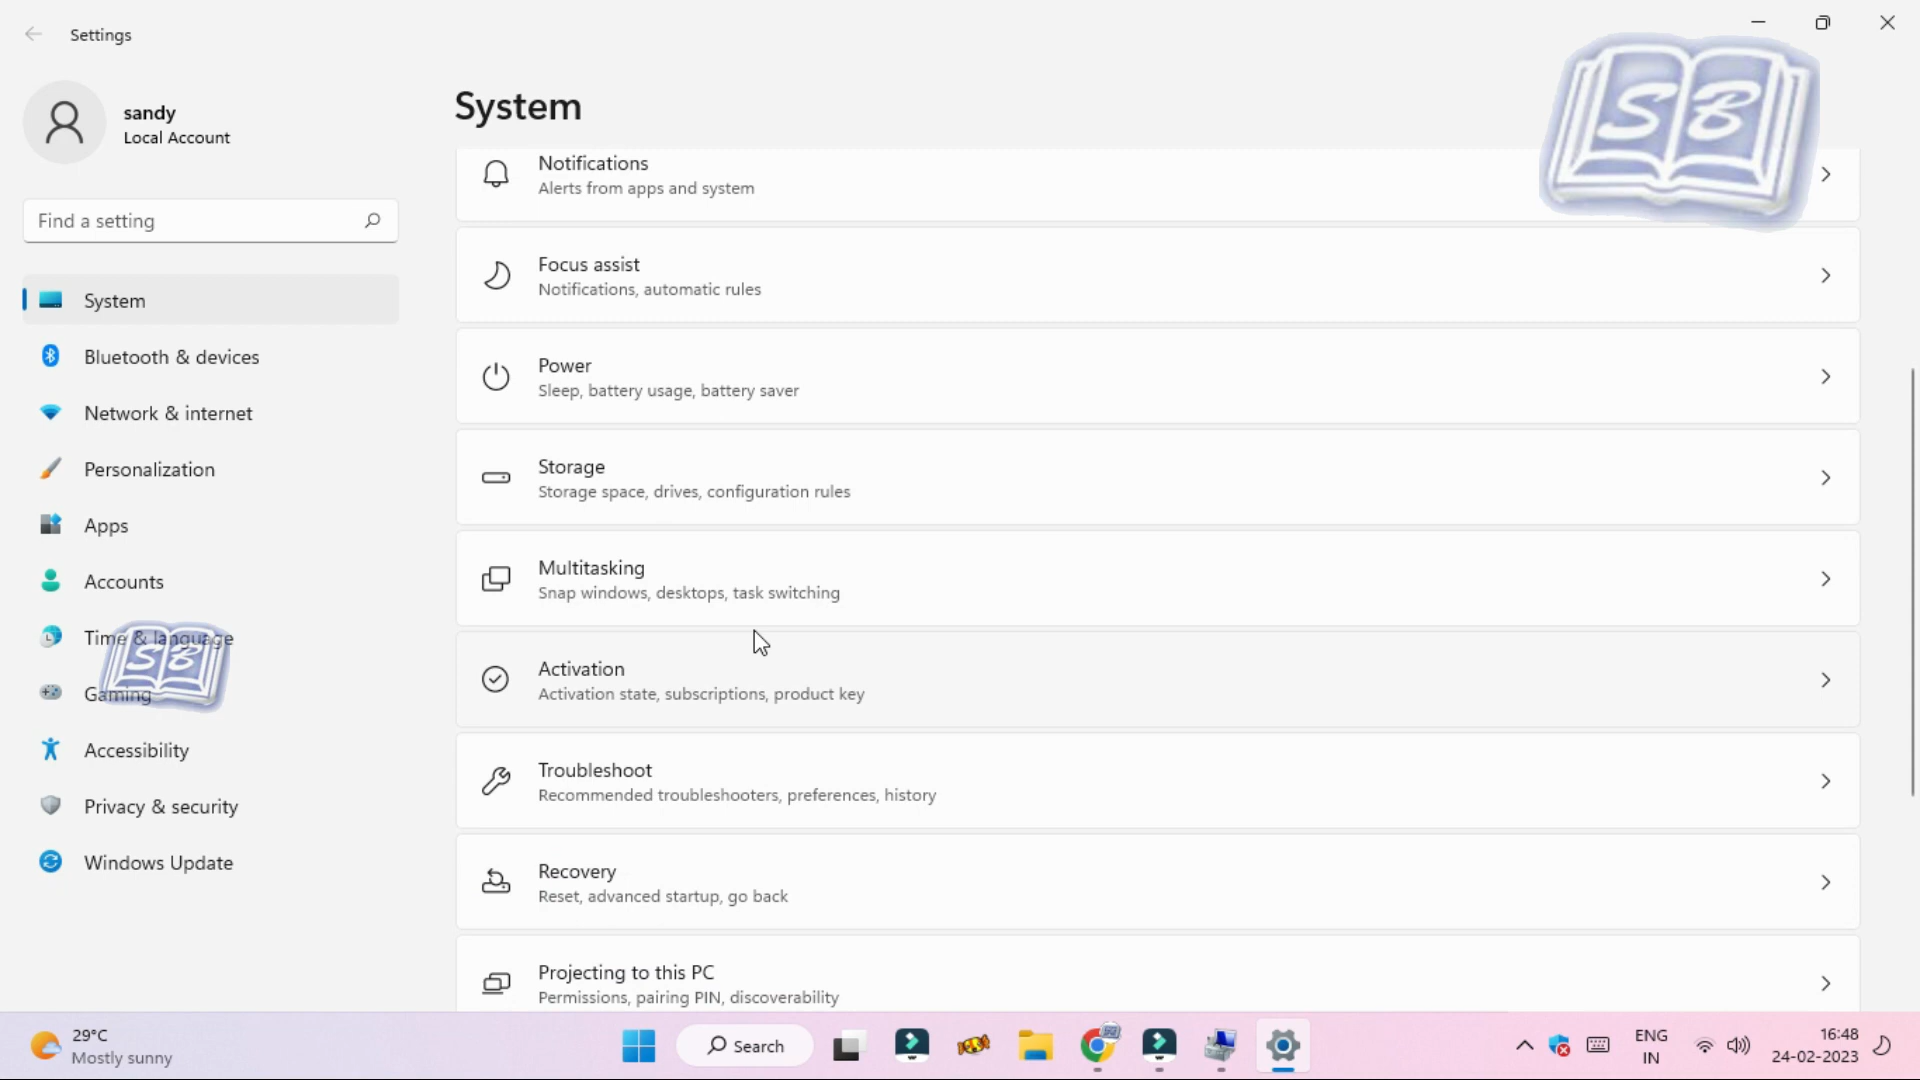 Settings
sandy
Local Account
Find a setting
System
Bluetooth & devices
Network & internet
Personalization
Apps
Accounts
Time & language
Gaming
Accessibility
Privacy & security
Windows Update
System
Notifications
Alerts from apps and system
Focus assist
Notifications, automatic rules
Power
Sleep, battery usage, battery saver
Storage
Storage space, drives, configuration rules
Multitasking
Snap windows, desktops, task switching
Activation
Activation state, subscriptions, product key
Troubleshoot
Recommended troubleshooters, preferences, history
Recovery
Reset, advanced startup, go back
Projecting to this PC
Permissions, pairing PIN, discoverability
SB
SB
29°C
Mostly sunny
Search
ENG
IN
16:48
24-02-2023